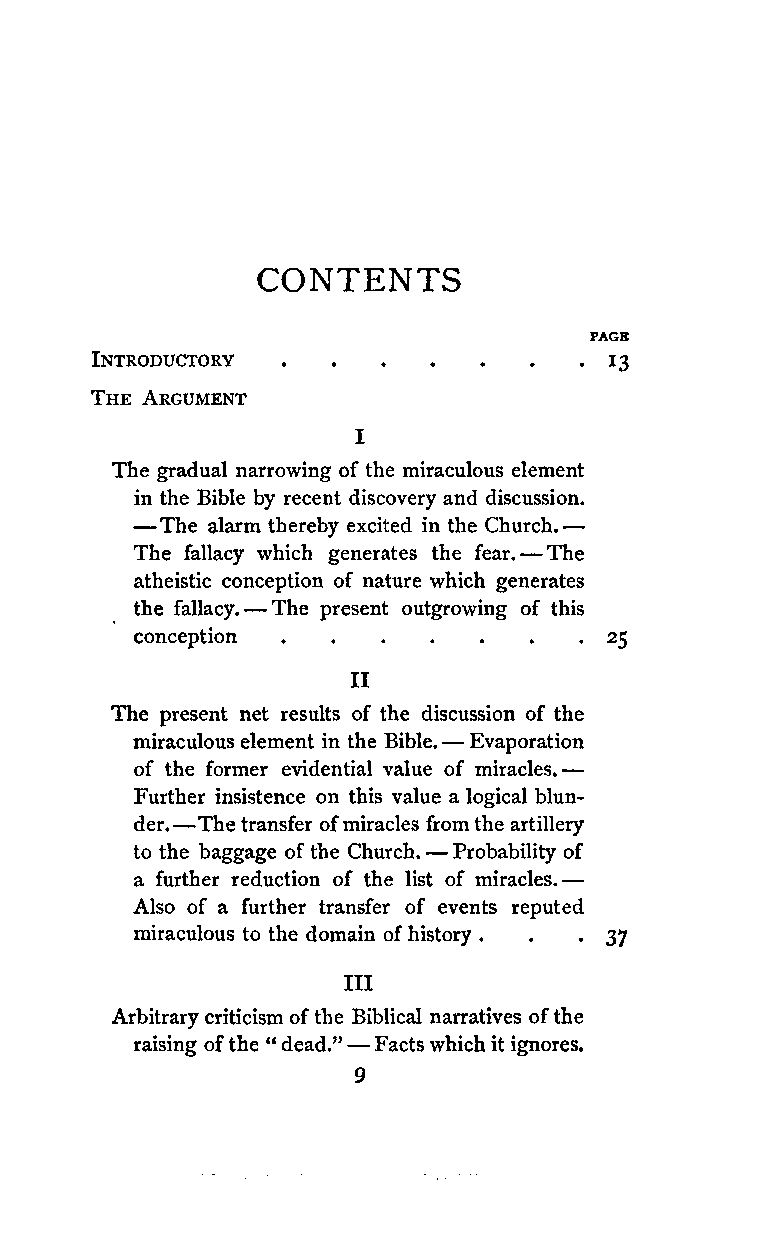 CONTENTS
PAGE
INTRODUCTORY . . . . . . . 13
THE ARGUMENT
I
The gradual narrowing of the miraculous element
in the Bible by recent discovery and discussion.
—The alarm thereby excited in the Church.—
The fallacy which generates the fear.—The
atheistic conception of nature which generates
the fallacy.—The present outgrowing of this
conception . . . . . . . 25
II
The present net results of the discussion of the
miraculous element in the Bible.—Evaporation
of the former evidential value of miracles.—
Further insistence on this value a logical blun-
der.—The transfer of miracles from the artillery
to the baggage of the Church.—Probability of
a further reduction of the list of miracles.—
Also of a further transfer of events reputed
miraculous to the domain of history . . . 37
III
Arbitrary criticism of the Biblical narratives of the
raising of the "dead."—Facts which it ignores.
9